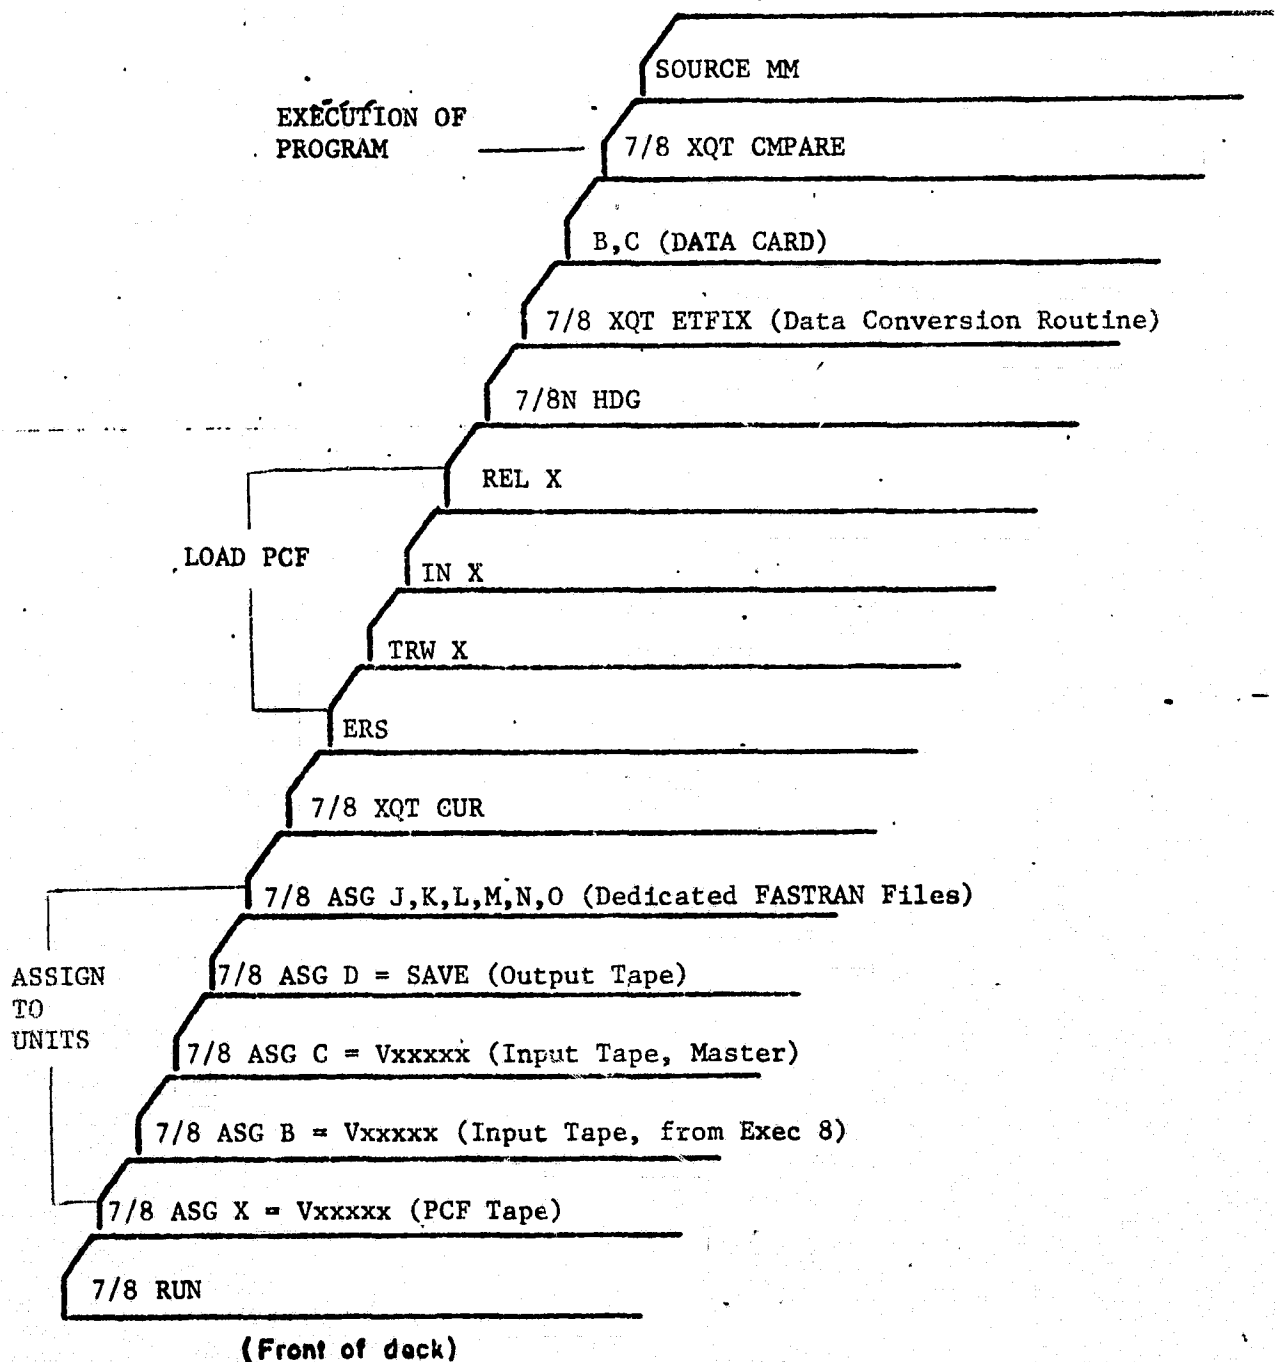 SOURCE MM
EXECUTION OF
PROGRAM
7/8 XQT CMPARE
B,C (DATA CARD)
7/8 XQT ETFIX (Data Conversion Routine)
7/8N HDG
REL X
LOAD PCF
IN X
TRW X
ERS
7/8 XQT CUR
7/8 ASG J,K,L,M,N,O (Dedicated FASTRAN Files)
ASSIGN
TO
UNITS
7/8 ASG D = SAVE (Output Tape)
7/8 ASG C = Vxxxxx (Input Tape, Master)
7/8 ASG B = Vxxxxx (Input Tape, from Exec 8)
7/8 ASG X = Vxxxxx (PCF Tape)
7/8 RUN
(Front of deck)